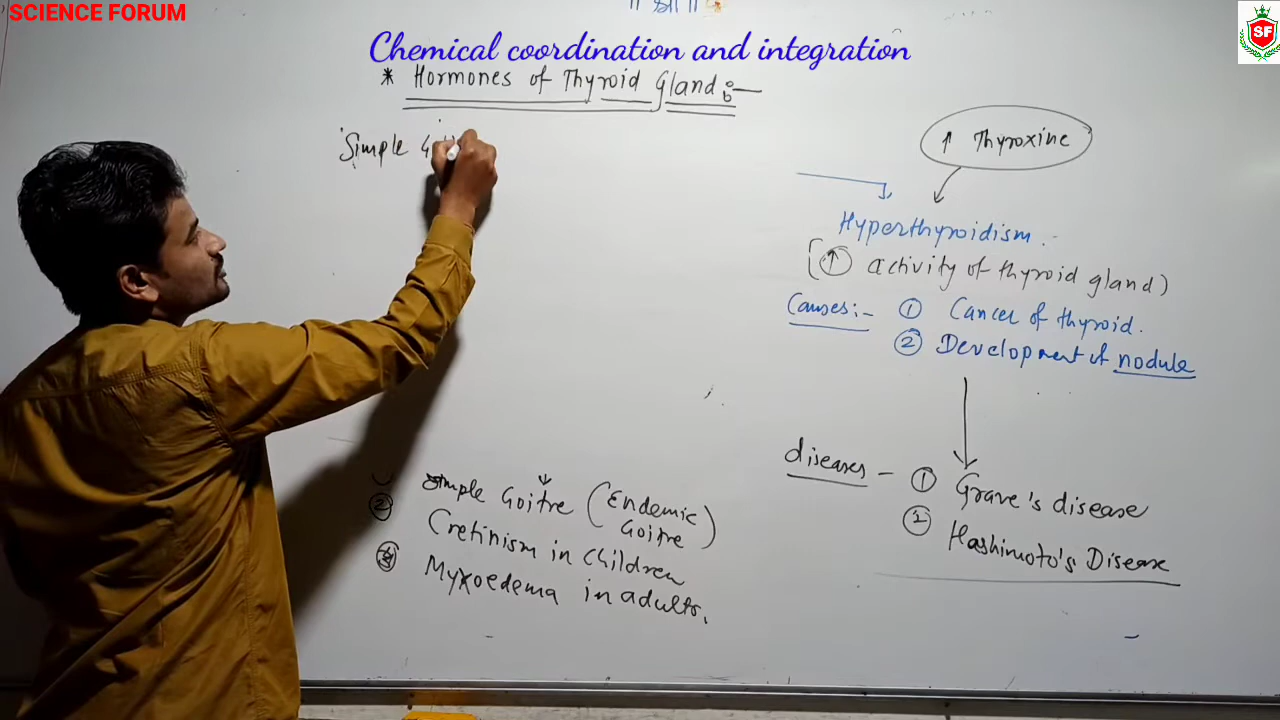 SCIENCE FORUM
॥ श्री ॥
SF
Chemical coordination and integration
* Hormones of Thyroid Gland:—
Simple
↑ Thyroxine
Hyperthyroidism.
(↑ activity of thyroid gland)
Causes:- ① Cancer of thyroid.
② Development of nodule
diseases - ① Grave's disease
② Hashimoto's Disease
Simple Goitre (Endemic Goitre)
② Cretinism in Children
③ Myxoedema in adults.